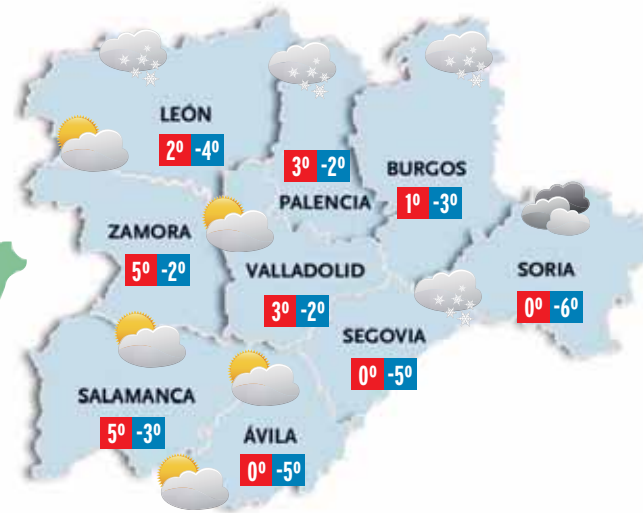 LEÓN
2º -4º
3º -2º
PALENCIA
BURGOS
1º -3º
ZAMORA
5º -2º
VALLADOLID
3º -2º
SORIA
0º -6º
SEGOVIA
0º -5º
SALAMANCA
5º -3º
ÁVILA
0º -5º